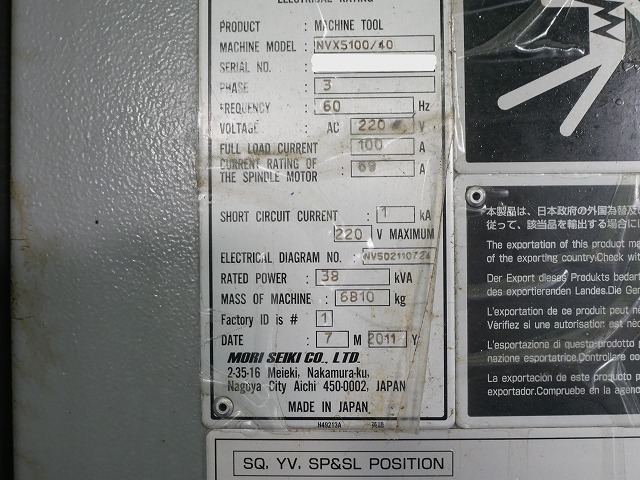 ELECTRICAL RATING
PRODUCT : MACHINE TOOL
MACHINE MODEL : NVX5100/40
SERIAL NO. :
PHASE : 3
FREQUENCY : 60 Hz
VOLTAGE : AC 220 V
FULL LOAD CURRENT : 100 A
CURRENT RATING OF
THE SPINDLE MOTOR : 69 A
SHORT CIRCUIT CURRENT : 1 kA
220 V MAXIMUM
ELECTRICAL DIAGRAM NO. :
RATED POWER : 38 kVA
MASS OF MACHINE : 6810 kg
Factory ID is # 1
DATE : 7 M 2011 Y
MORI SEIKI CO., LTD.
2-35-16 Meieki, Nakamura-ku,
Nagoya City Aichi 450-0002, JAPAN
MADE IN JAPAN
H49213A 英語
SQ. YV. SP&SL POSITION
本製品は、日本政府の外国為替及
従って、該当品を輸出する場合に
The exportation of this product ma
of the exporting country.Check wit
Der Export dieses Produkts bedarf
des exportierenden Landes.Die Ge
L'exportation de ce produit peut né
Vérifiez si une autorisation est néc
L'esportazione di questo prodotto p
nazione esportatrice.Controllare co
La exportación de este producto p
exportador.Compruebe en la agenc